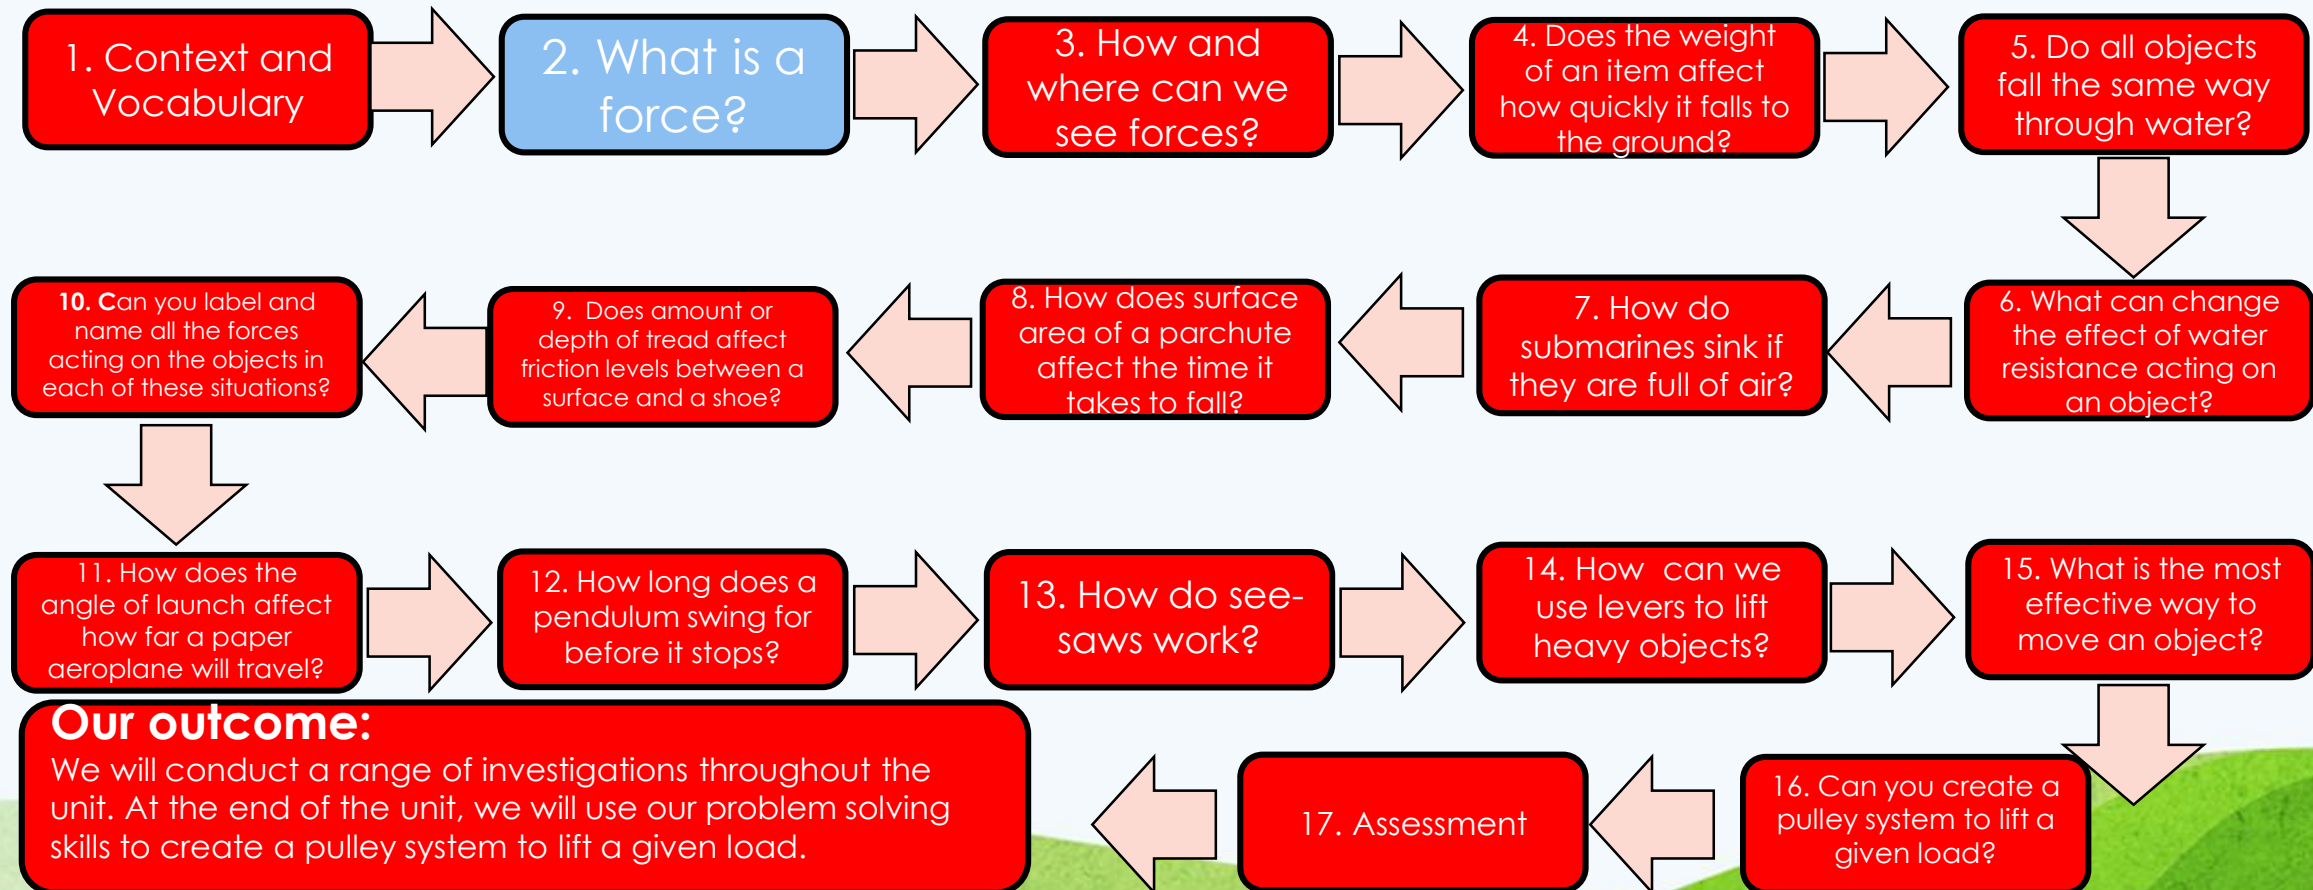 1. Context and
Vocabulary
2. What is a
force?
3. How and
where can we
see forces?
4. Does the weight
of an item affect
how quickly it falls to
the ground?
5. Do all objects
fall the same way
through water?
6. What can change
the effect of water
resistance acting on
an object?
7. How do
submarines sink if
they are full of air?
8. How does surface
area of a parchute
affect the time it
takes to fall?
9. Does amount or
depth of tread affect
friction levels between a
surface and a shoe?
10. Can you label and
name all the forces
acting on the objects in
each of these situations?
11. How does the
angle of launch affect
how far a paper
aeroplane will travel?
12. How long does a
pendulum swing for
before it stops?
13. How do see-
saws work?
14. How can we
use levers to lift
heavy objects?
15. What is the most
effective way to
move an object?
16. Can you create a
pulley system to lift a
given load?
17. Assessment
Our outcome:
We will conduct a range of investigations throughout the
unit. At the end of the unit, we will use our problem solving
skills to create a pulley system to lift a given load.